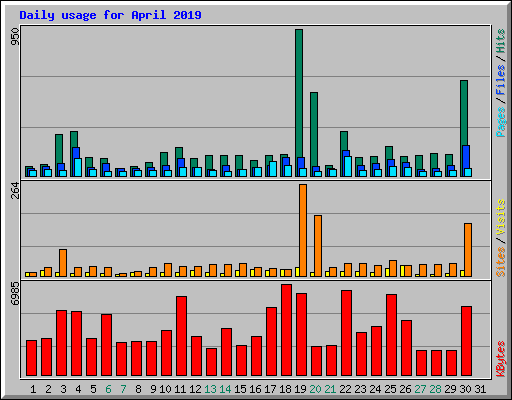 Daily usage for April 2019
950
Pages / Files / Hits
264
Sites / Visits
6985
KBytes
1 2 3 4 5 6 7 8 9 10 11 12 13 14 15 16 17 18 19 20 21 22 23 24 25 26 27 28 29 30 31